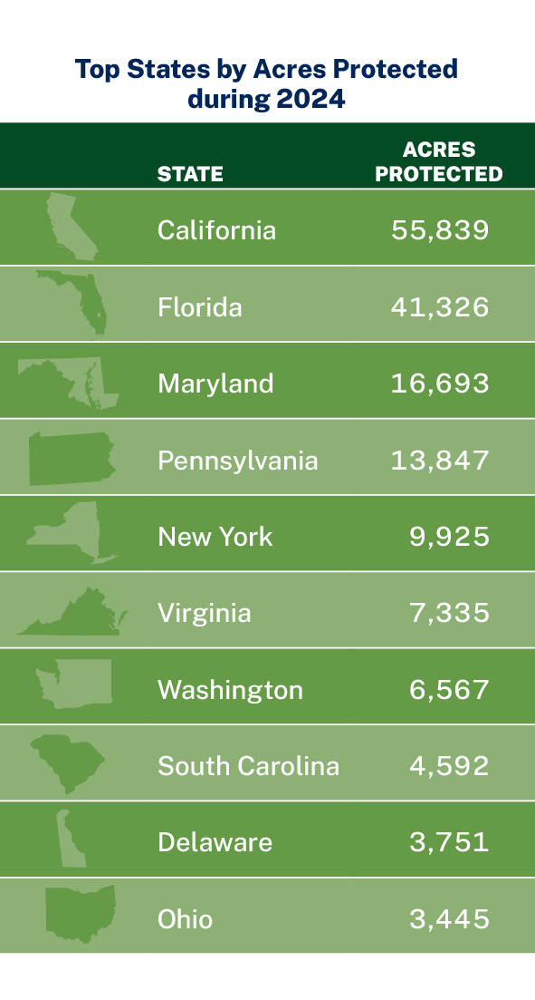 Top States by Acres Protected
during 2024
ACRES
STATE PROTECTED
California 55,839
Florida 41,326
Maryland 16,693
Pennsylvania 13,847
New York 9,925
Virginia 7,335
Washington 6,567
South Carolina 4,592
Delaware 3,751
Ohio 3,445